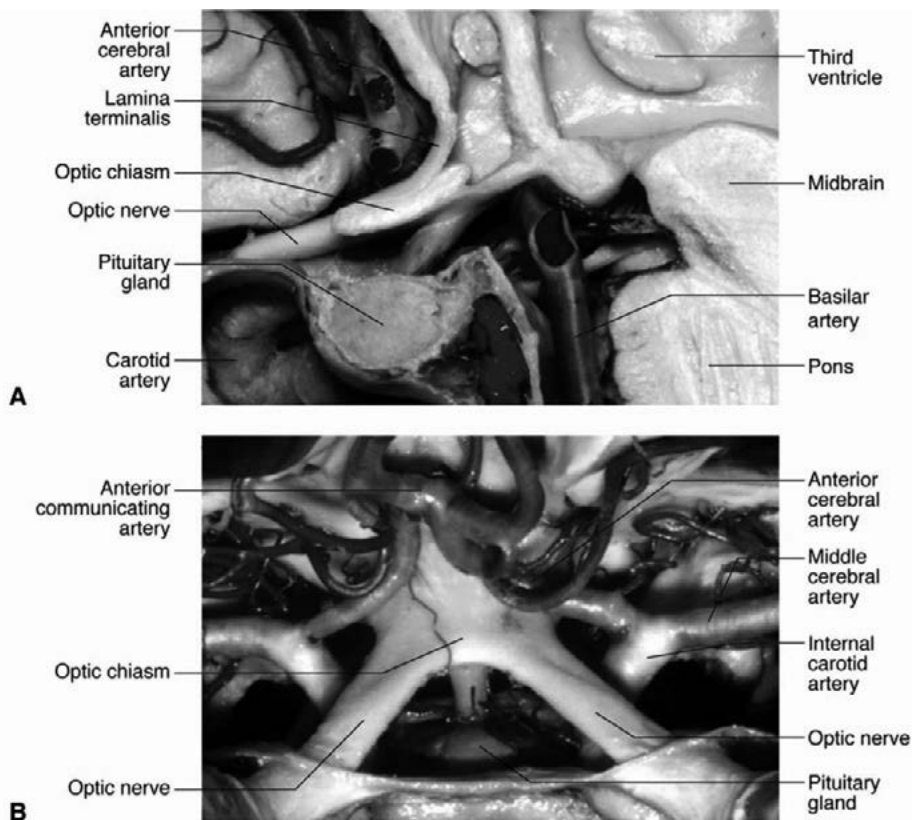 Anterior
cerebral
artery
Lamina
terminalis
Optic chiasm
Optic nerve
Pituitary
gland
Carotid
artery
A
Third
ventricle
Midbrain
Basilar
artery
Pons
Anterior
communicating
artery
Optic chiasm
Optic nerve
B
Anterior
cerebral
artery
Middle
cerebral
artery
Internal
carotid
artery
Optic nerve
Pituitary
gland